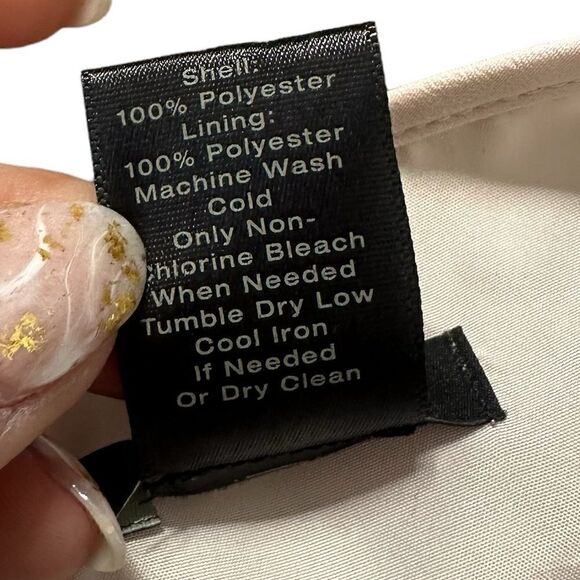 Shell:
100% Polyester
Lining:
100% Polyester
Machine Wash
Cold
Only Non-
Chlorine Bleach
When Needed
Tumble Dry Low
Cool Iron
If Needed
Or Dry Clean